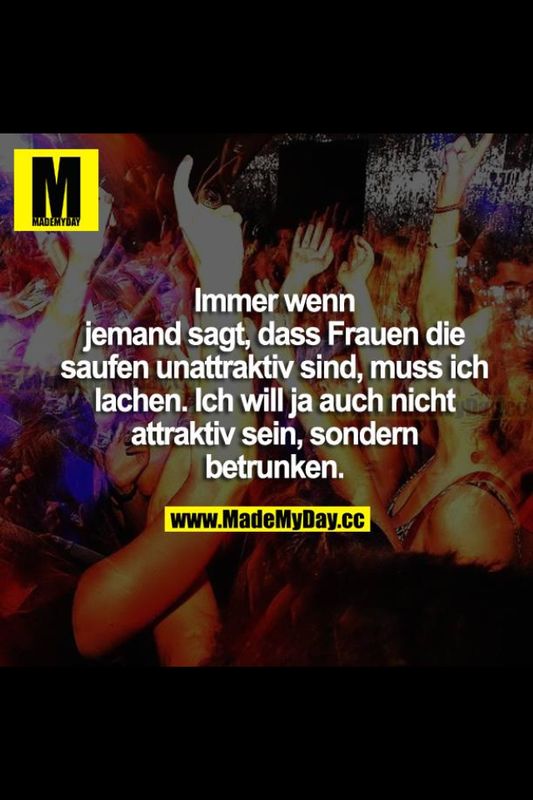 M
MADEMYDAY
Immer wenn
jemand sagt, dass Frauen die
saufen unattraktiv sind, muss ich
lachen. Ich will ja auch nicht
attraktiv sein, sondern
betrunken.
www.MadeMyDay.cc